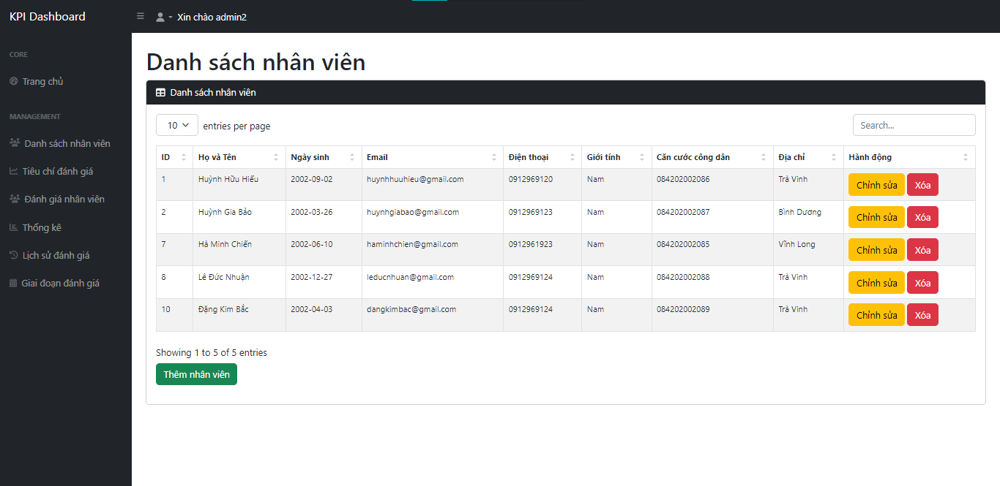 KPI Dashboard
Xin chào admin2
CORE
Trang chủ
MANAGEMENT
Danh sách nhân viên
Tiêu chí đánh giá
Đánh giá nhân viên
Thống kê
Lịch sử đánh giá
Giai đoạn đánh giá
Danh sách nhân viên
Danh sách nhân viên
10 entries per page Search...
ID Họ và Tên Ngày sinh Email Điện thoại Giới tính Căn cước công dân Địa chỉ Hành động
1 Huỳnh Hữu Hiếu 2002-09-02 huynhhuuhieu@gmail.com 0912969120 Nam 084202002086 Trà Vinh Chỉnh sửa Xóa
2 Huỳnh Gia Bảo 2002-03-26 huynhgiabao@gmail.com 0912969123 Nam 084202002087 Bình Dương Chỉnh sửa Xóa
7 Hà Minh Chiến 2002-06-10 haminhchien@gmail.com 0912961923 Nam 084202002085 Vĩnh Long Chỉnh sửa Xóa
8 Lê Đức Nhuận 2002-12-27 leducnhuan@gmail.com 0912969124 Nam 084202002088 Trà Vinh Chỉnh sửa Xóa
10 Đặng Kim Bắc 2002-04-03 dangkimbac@gmail.com 0912969124 Nam 084202002089 Trà Vinh Chỉnh sửa Xóa
Showing 1 to 5 of 5 entries
Thêm nhân viên